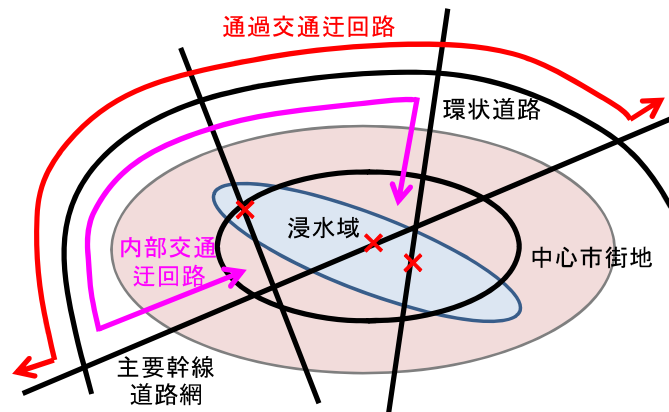 通過交通迂回路
環状道路
浸水域
内部交通
迂回路
中心市街地
主要幹線
道路網